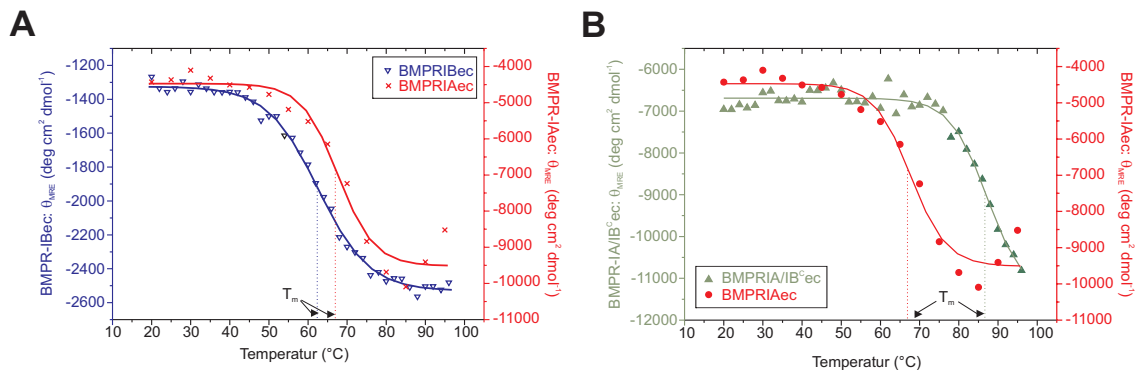 A
BMPR-IBec: θMRE (deg cm² dmol⁻¹)
-1200
-1400
-1600
-1800
-2000
-2200
-2400
-2600
BMPRIBec
BMPRIAec
Tm
10 20 30 40 50 60 70 80 90 100
Temperatur (°C)
-3000
-4000
-5000
-6000
-7000
-8000
-9000
-10000
-11000
BMPR-IAec: θMRE
(deg cm² dmol⁻¹)
B
BMPR-IA/IBᶜec: θMRE (deg cm² dmol⁻¹)
-6000
-7000
-8000
-9000
-10000
-11000
-12000
BMPRIA/IBᶜec
BMPRIAec
Tm
10 20 30 40 50 60 70 80 90 100
Temperatur (°C)
-3000
-4000
-5000
-6000
-7000
-8000
-9000
-10000
-11000
BMPR-IAec: θMRE
(deg cm² dmol⁻¹)